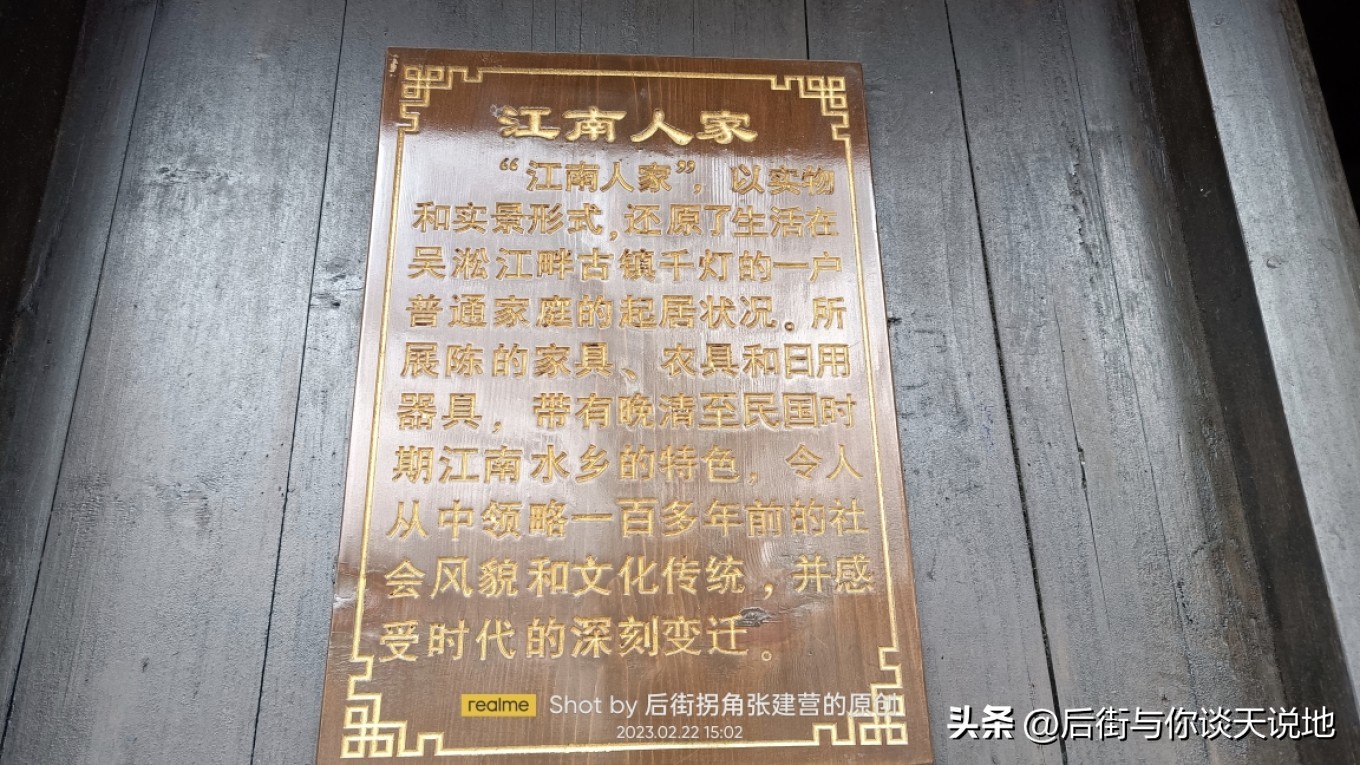 江南人家
“江南人家”，以实物
和实景形式，还原了生活在
吴淞江畔古镇千灯的一户
普通家庭的起居状况。所
展陈的家具、农具和日用
器具，带有晚清至民国时
期江南水乡的特色，令人
从中领略一百多年前的社
会风貌和文化传统，并感
受时代的深刻变迁。
realme Shot by 后街拐角张建营的原创
2023.02.22 15:02
头条 @后街与你谈天说地